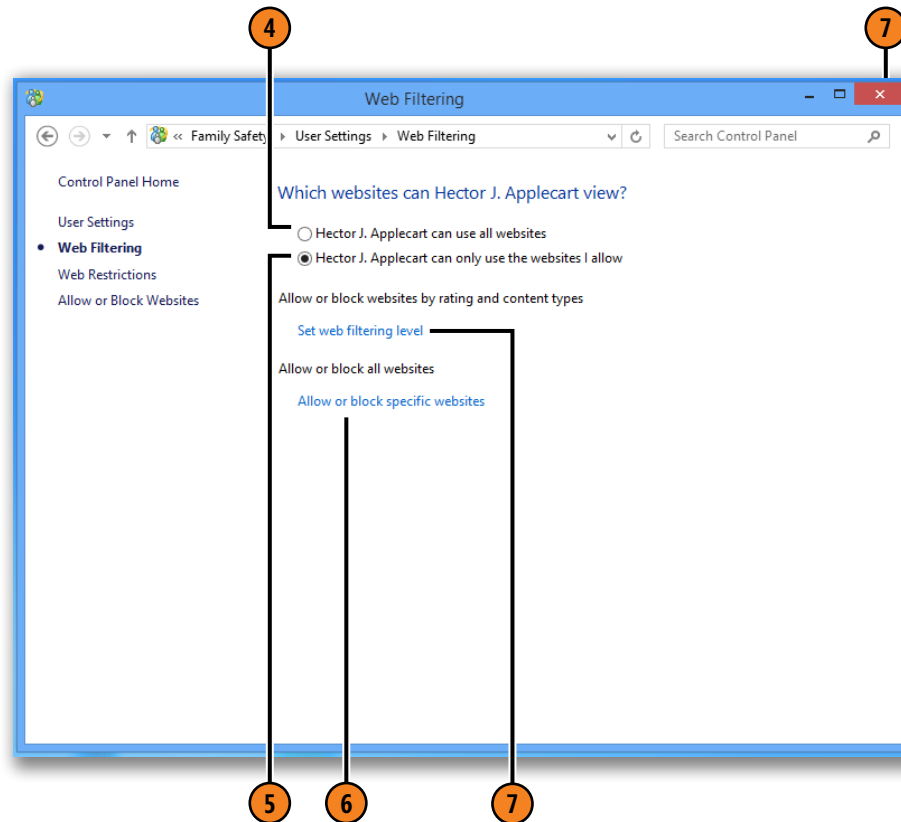 4
7
Web Filtering
« Family Safety ▸ User Settings ▸ Web Filtering
Search Control Panel
Control Panel Home
User Settings
Web Filtering
Web Restrictions
Allow or Block Websites
Which websites can Hector J. Applecart view?
Hector J. Applecart can use all websites
Hector J. Applecart can only use the websites I allow
Allow or block websites by rating and content types
Set web filtering level
Allow or block all websites
Allow or block specific websites
5
6
7